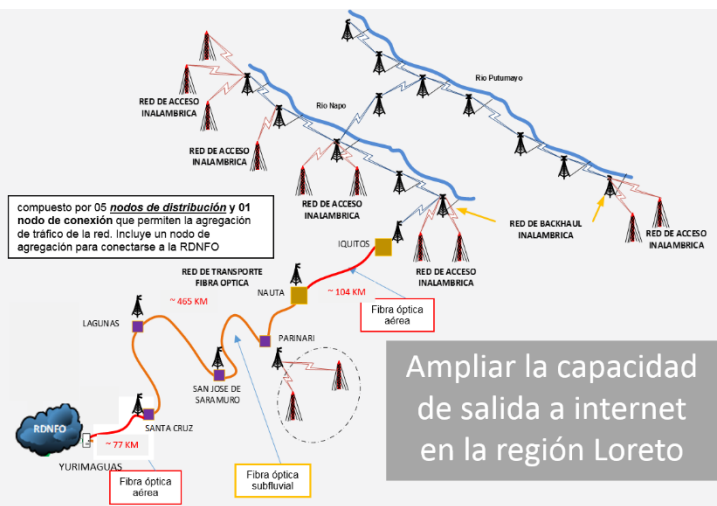 Rio Putumayo
RED DE ACCESO
INALAMBRICA
Rio Napo
RED DE ACCESO
INALAMBRICA
RED DE ACCESO
INALAMBRICA
compuesto por 05 nodos de distribución y 01
nodo de conexión que permiten la agregación
de tráfico de la red. Incluye un nodo de
agregación para conectarse a la RDNFO
RED DE BACKHAUL
INALAMBRICA
RED DE ACCESO
INALAMBRICA
IQUITOS
RED DE ACCESO
INALAMBRICA
RED DE TRANSPORTE
FIBRA OPTICA
NAUTA
~ 104 KM
~ 465 KM
Fibra óptica
aérea
LAGUNAS
PARINARI
SAN JOSE DE
SARAMURO
Ampliar la capacidad
de salida a internet
en la región Loreto
SANTA CRUZ
RDNFO
~ 77 KM
YURIMAGUAS
Fibra óptica
aérea
Fibra óptica
subfluvial